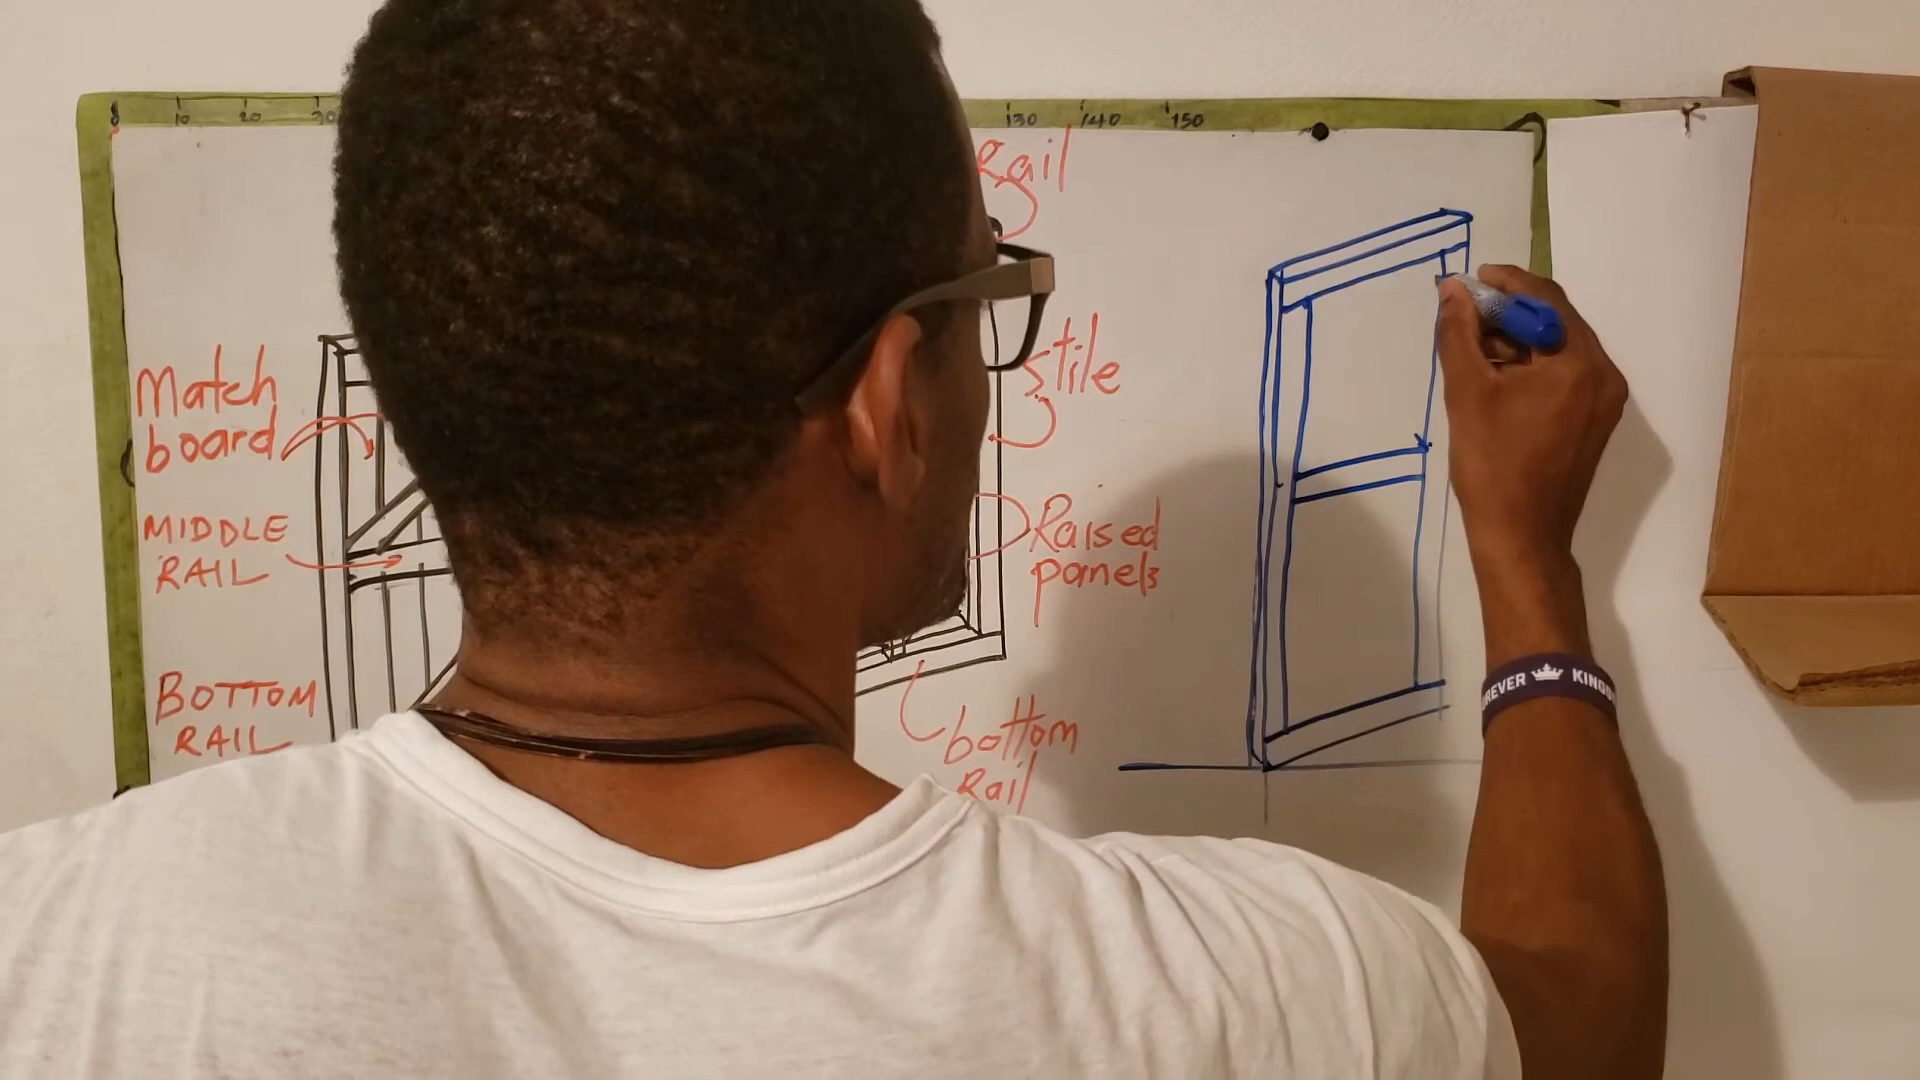 0 10 20 30 130 140 150
Rail
Match
board
stile
MIDDLE
RAIL
Raised
panels
BOTTOM
RAIL
bottom
Rail
KING